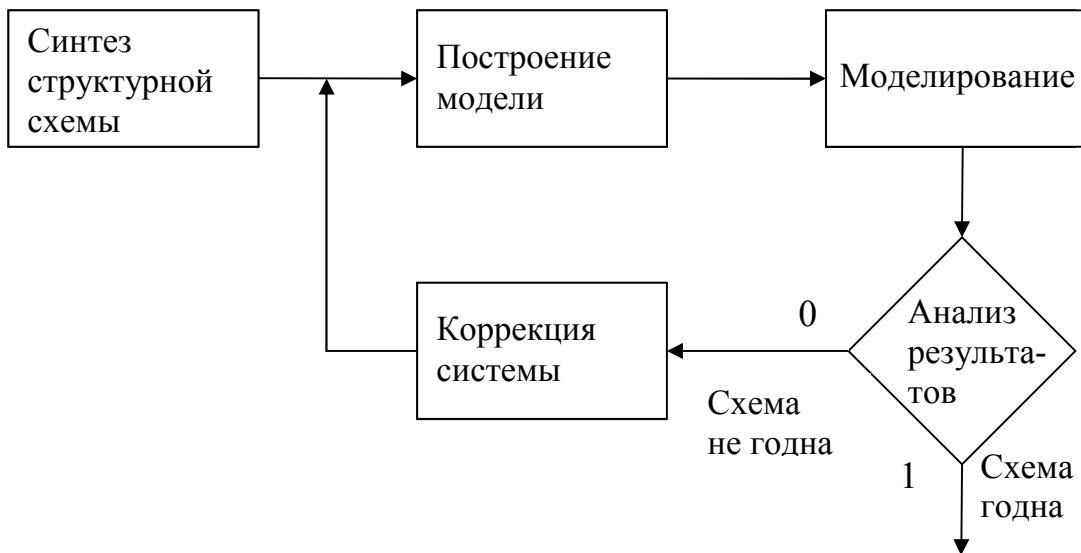 Синтез
структурной
схемы
Построение
модели
Моделирование
Коррекция
системы
0
Анализ
результа-
тов
Схема
не годна
1
Схема
годна